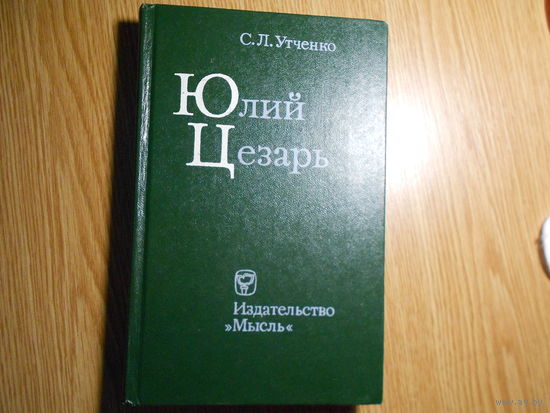 С. Л. Утченко
Юлий
Цезарь
Издательство
„Мысль“